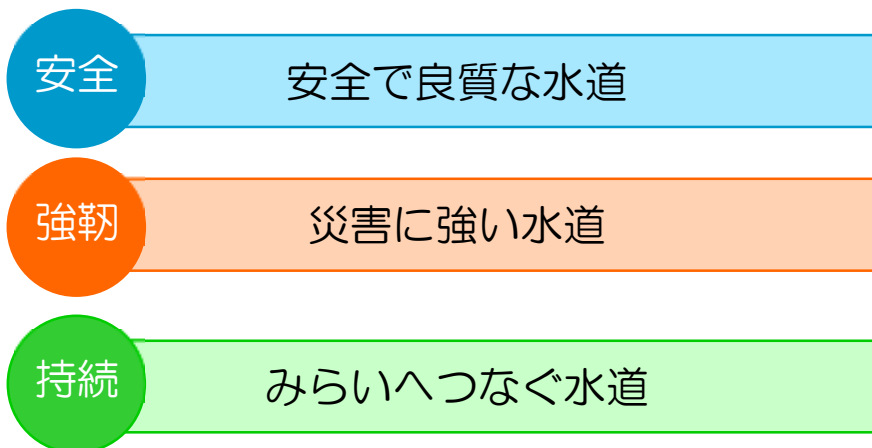 安全
安全で良質な水道
強靭
災害に強い水道
持続
みらいへつなぐ水道